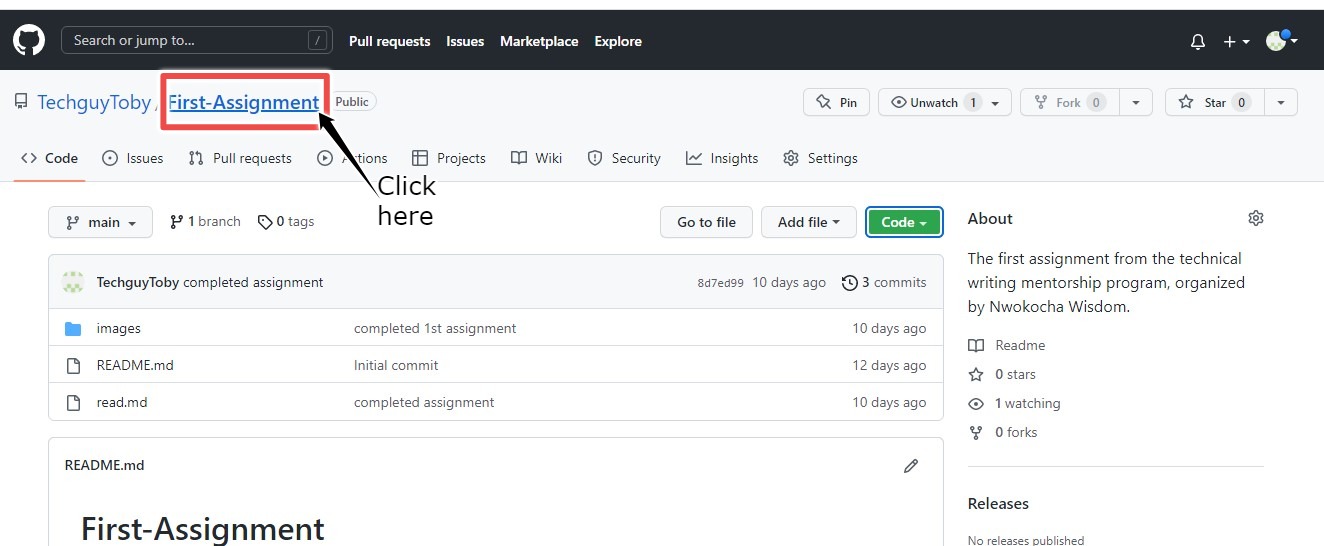 Search or jump to... /
Pull requests Issues Marketplace Explore
TechguyToby / First-Assignment Public
Pin Unwatch 1 Fork 0 Star 0
Code Issues Pull requests Actions Projects Wiki Security Insights Settings
Click
here
main 1 branch 0 tags Go to file Add file Code
TechguyToby completed assignment 8d7ed99 10 days ago 3 commits
images completed 1st assignment 10 days ago
README.md Initial commit 12 days ago
read.md completed assignment 10 days ago
README.md
First-Assignment
About
The first assignment from the technical
writing mentorship program, organized
by Nwokocha Wisdom.
Readme
0 stars
1 watching
0 forks
Releases
No releases published